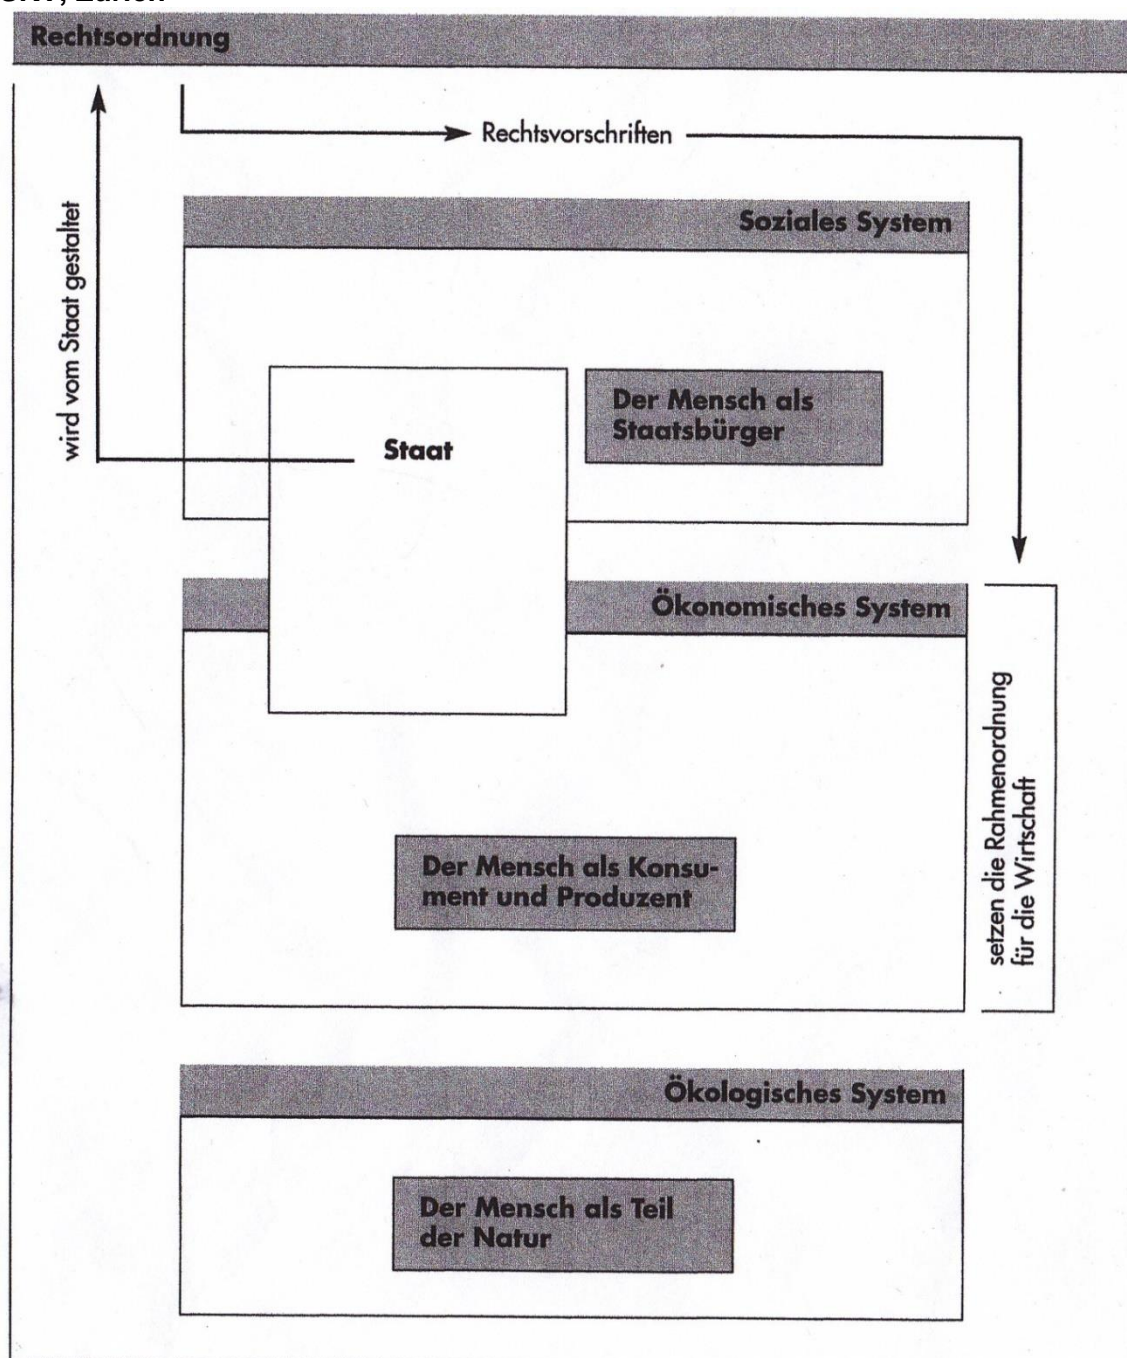 Rechtsordnung
Rechtsvorschriften
wird vom Staat gestaltet
Soziales System
Der Mensch als
Staatsbürger
Staat
Ökonomisches System
setzen die Rahmenordnung
für die Wirtschaft
Der Mensch als Konsu-
ment und Produzent
Ökologisches System
Der Mensch als Teil
der Natur